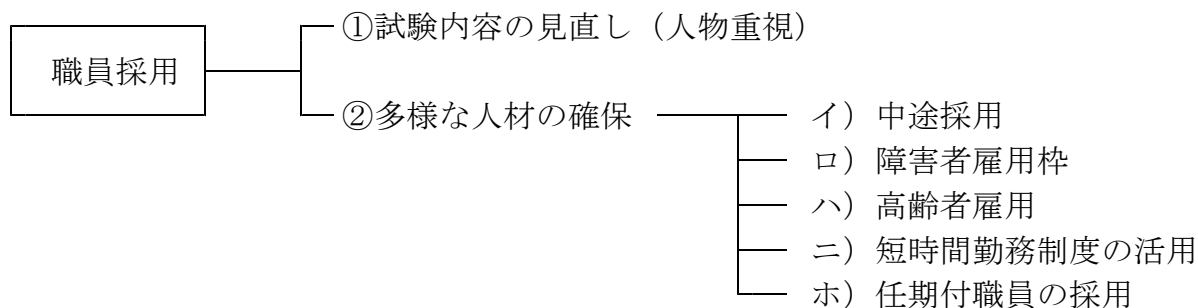 ①試験内容の見直し（人物重視）
職員採用
②多様な人材の確保
イ）中途採用
ロ）障害者雇用枠
ハ）高齢者雇用
ニ）短時間勤務制度の活用
ホ）任期付職員の採用